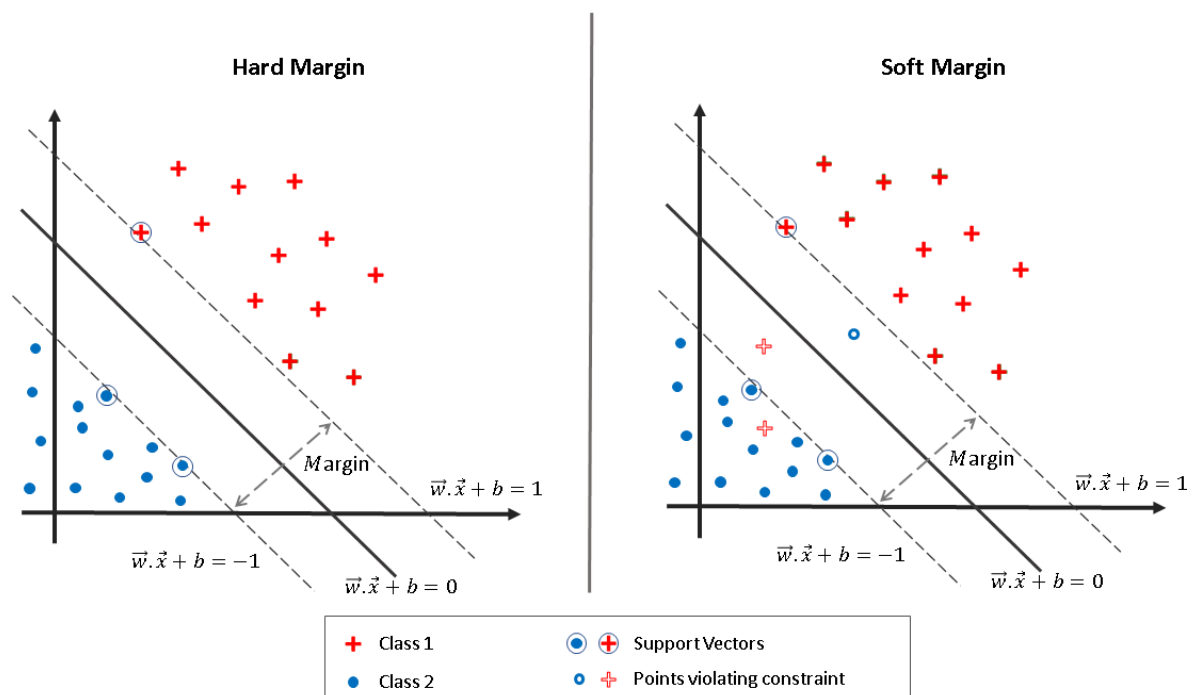 Hard Margin
Margin
w⃗.x⃗ + b = 1
w⃗.x⃗ + b = −1
w⃗.x⃗ + b = 0
Soft Margin
Margin
w⃗.x⃗ + b = 1
w⃗.x⃗ + b = −1
w⃗.x⃗ + b = 0
Class 1
Support Vectors
Class 2
Points violating constraint